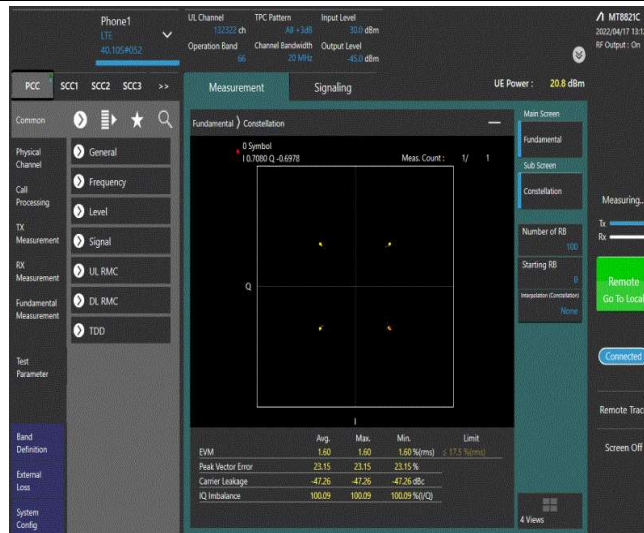 Phone1
LTE
40.105#052
UL Channel
132322 ch
TPC Pattern
All +3dB
Input Level
30.0 dBm
Operation Band
66
Channel Bandwidth
20 MHz
Output Level
-45.0 dBm
MT8821C
2022/04/17 13:12
RF Output : On
PCC SCC1 SCC2 SCC3 >>
Measurement
Signaling
UE Power : 20.8 dBm
Common
Physical
Channel
Call
Processing
TX
Measurement
RX
Measurement
Fundamental
Measurement
Test
Parameter
Band
Definition
External
Loss
System
Config
General
Frequency
Level
Signal
UL RMC
DL RMC
TDD
Fundamental ⟩ Constellation
0 Symbol
I 0.7080 Q -0.6978
Meas. Count : 1/ 1
Q
I
Avg. Max. Min. Limit
EVM 1.60 1.60 1.60 %(rms) ≤ 17.5 %(rms)
Peak Vector Error 23.15 23.15 23.15 %
Carrier Leakage -47.26 -47.26 -47.26 dBc
IQ Imbalance 100.09 100.09 100.09 %(I/Q)
Main Screen
Fundamental
Sub Screen
Constellation
Number of RB
100
Starting RB
0
Interpolation (Constellation)
None
4 Views
Measuring...
Tx
Rx
Remote
Go To Local
Connected
Remote Trac
Screen Off